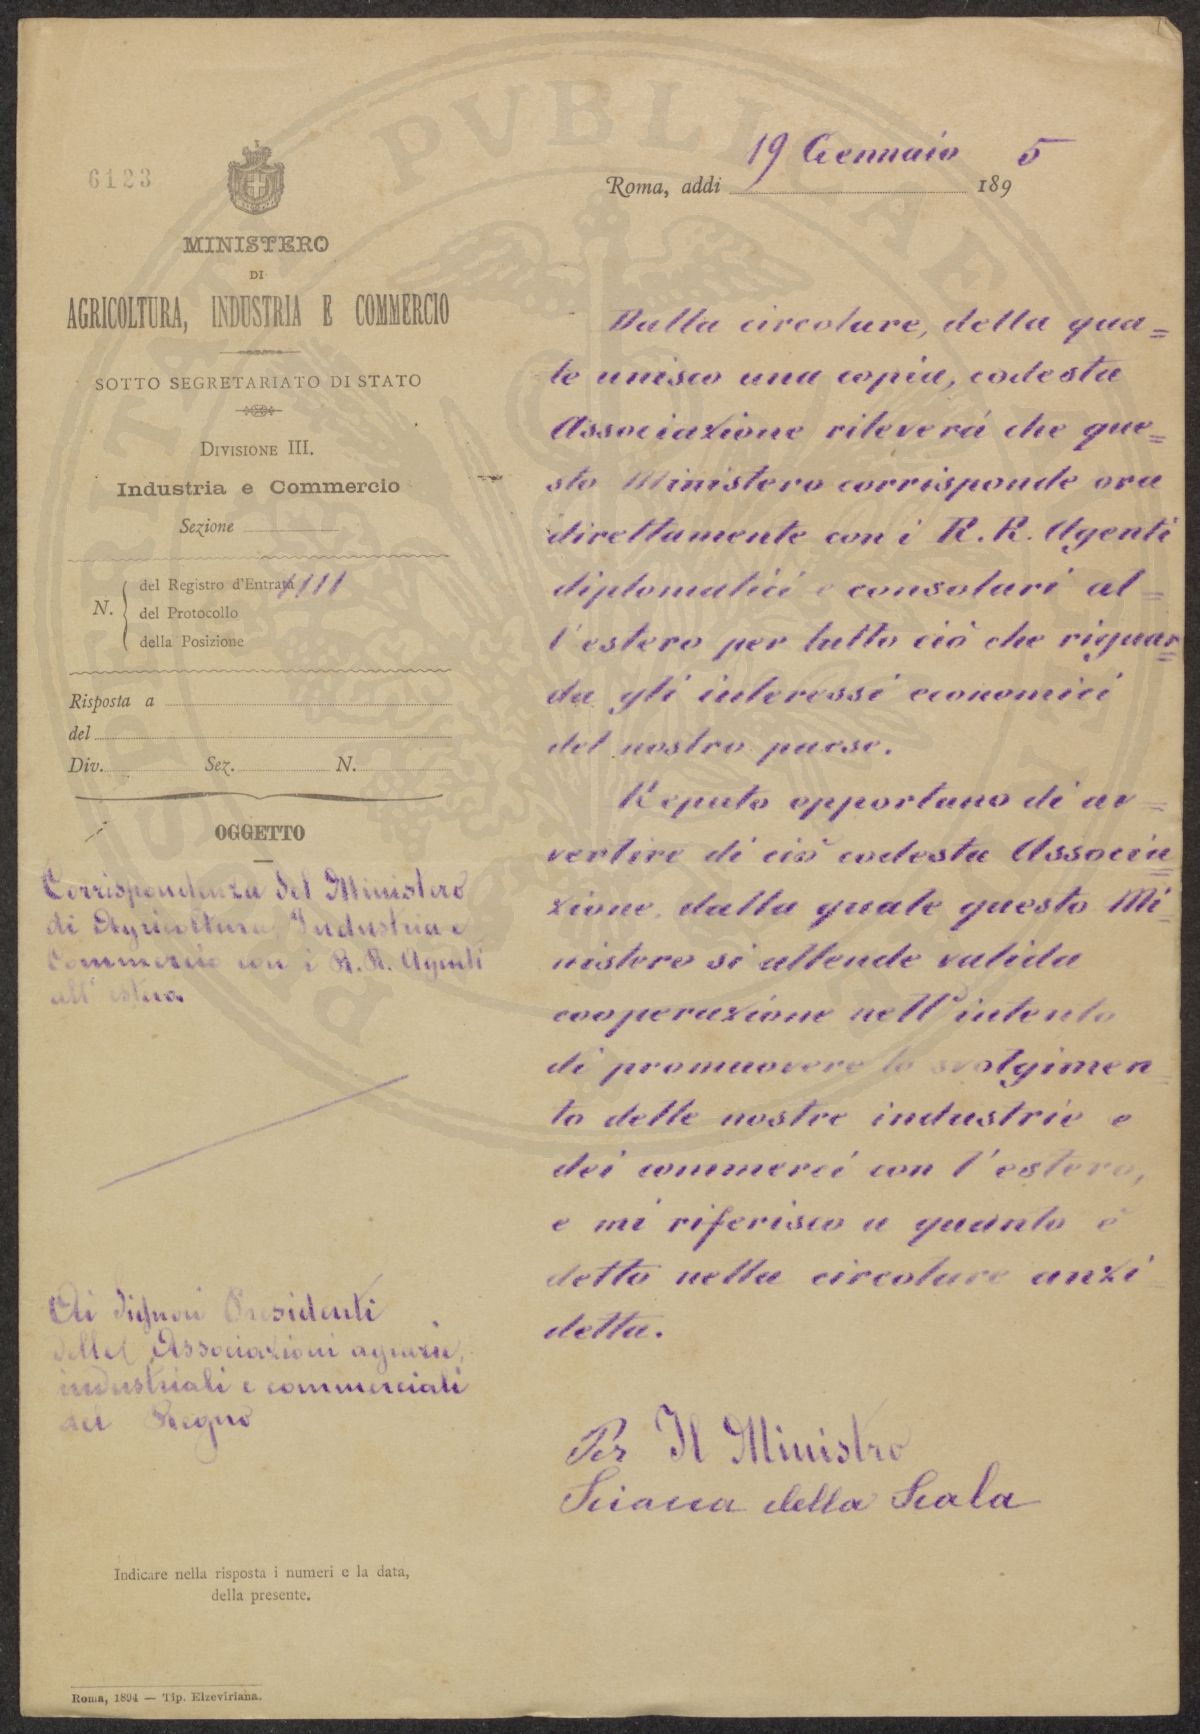 6123
MINISTERO
DI
AGRICOLTURA, INDUSTRIA E COMMERCIO
SOTTO SEGRETARIATO DI STATO
DIVISIONE III.
Industria e Commercio
Sezione
N. del Registro d'Entrata 1111
del Protocollo
della Posizione
Risposta a
del
Div. Sez. N.
OGGETTO
Corrispondenza del Ministero
di Agricoltura, Industria e
Commercio con i R.R. Agenti
all'estero.
Ai Signori Presidenti
delle Associazioni agrarie,
industriali e commerciali
del Regno
Indicare nella risposta i numeri e la data,
della presente.
Roma, 1894 — Tip. Elzeviriana.
Roma, addi 19 Gennaio 1895
Dalla circolare, della qua=
le unisco una copia, codesta
Associazione rileverá che que=
sto Ministero corrisponde ora
direttamente con i R. R. Agenti
diplomatici e consolari al=
l'estero per tutto ciò che riguar=
da gli interessi economici
del nostro paese.
Reputo opportuno di av=
vertire di ciò codesta Associa=
zione, dalla quale questo Mi=
nistero si attende valida
cooperazione nell'intento
di promuovere lo svolgimen=
to delle nostre industrie e
dei commerci con l'estero,
e mi riferisco a quanto è
detto nella circolare anzi
detta.
Per Il Ministro
Sciacca della Scala
PUBLICAE